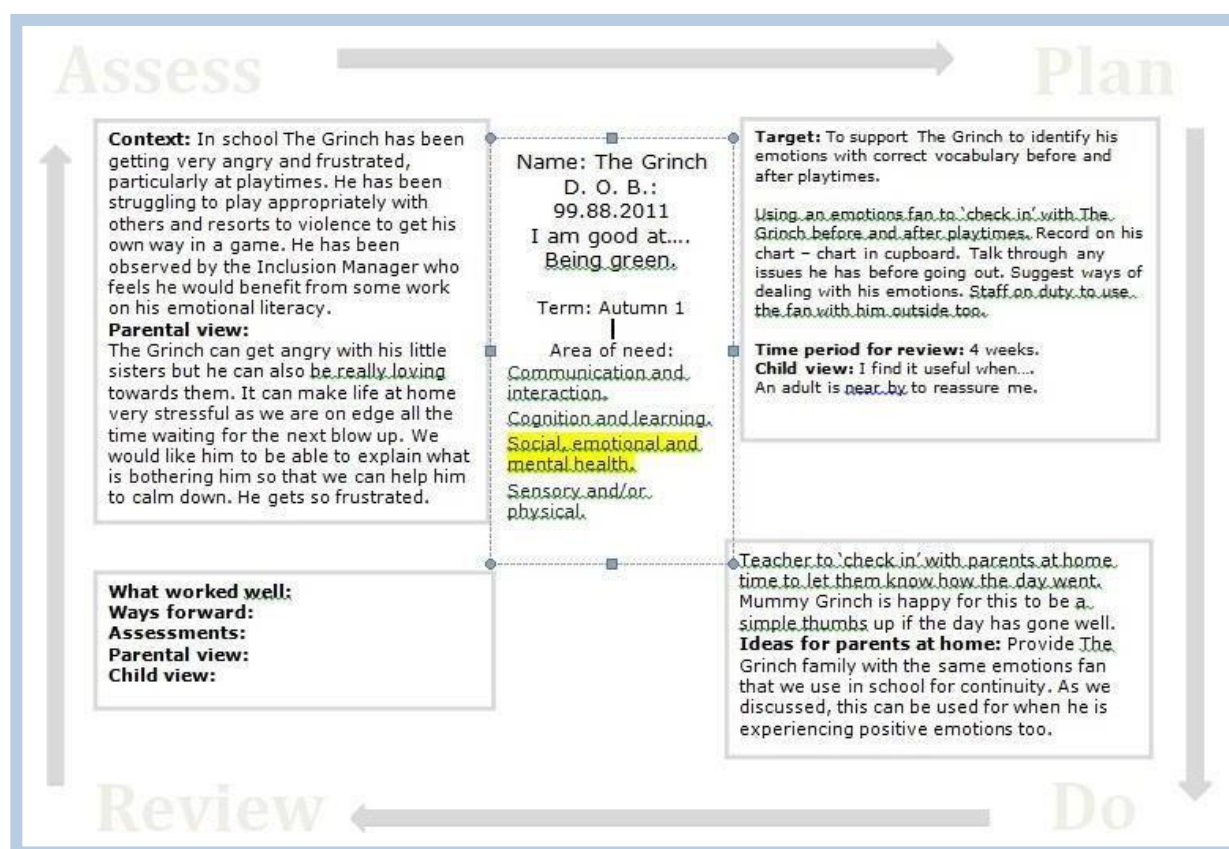 Assess
Plan
Context: In school The Grinch has been
getting very angry and frustrated,
particularly at playtimes. He has been
struggling to play appropriately with
others and resorts to violence to get his
own way in a game. He has been
observed by the Inclusion Manager who
feels he would benefit from some work
on his emotional literacy.
Parental view:
The Grinch can get angry with his little
sisters but he can also be really loving
towards them. It can make life at home
very stressful as we are on edge all the
time waiting for the next blow up. We
would like him to be able to explain what
is bothering him so that we can help him
to calm down. He gets so frustrated.
Name: The Grinch
D. O. B.:
99.88.2011
I am good at....
Being green.
Term: Autumn 1
Area of need:
Communication and
interaction.
Cognition and learning.
Social, emotional and
mental health.
Sensory and/or
physical.
Target: To support The Grinch to identify his
emotions with correct vocabulary before and
after playtimes.
Using an emotions fan to ‘check in’ with The
Grinch before and after playtimes. Record on his
chart – chart in cupboard. Talk through any
issues he has before going out. Suggest ways of
dealing with his emotions. Staff on duty to use
the fan with him outside too.
Time period for review: 4 weeks.
Child view: I find it useful when....
An adult is near by to reassure me.
Teacher to ‘check in’ with parents at home
time to let them know how the day went.
Mummy Grinch is happy for this to be a
simple thumbs up if the day has gone well.
Ideas for parents at home: Provide The
Grinch family with the same emotions fan
that we use in school for continuity. As we
discussed, this can be used for when he is
experiencing positive emotions too.
What worked well:
Ways forward:
Assessments:
Parental view:
Child view:
Review
Do